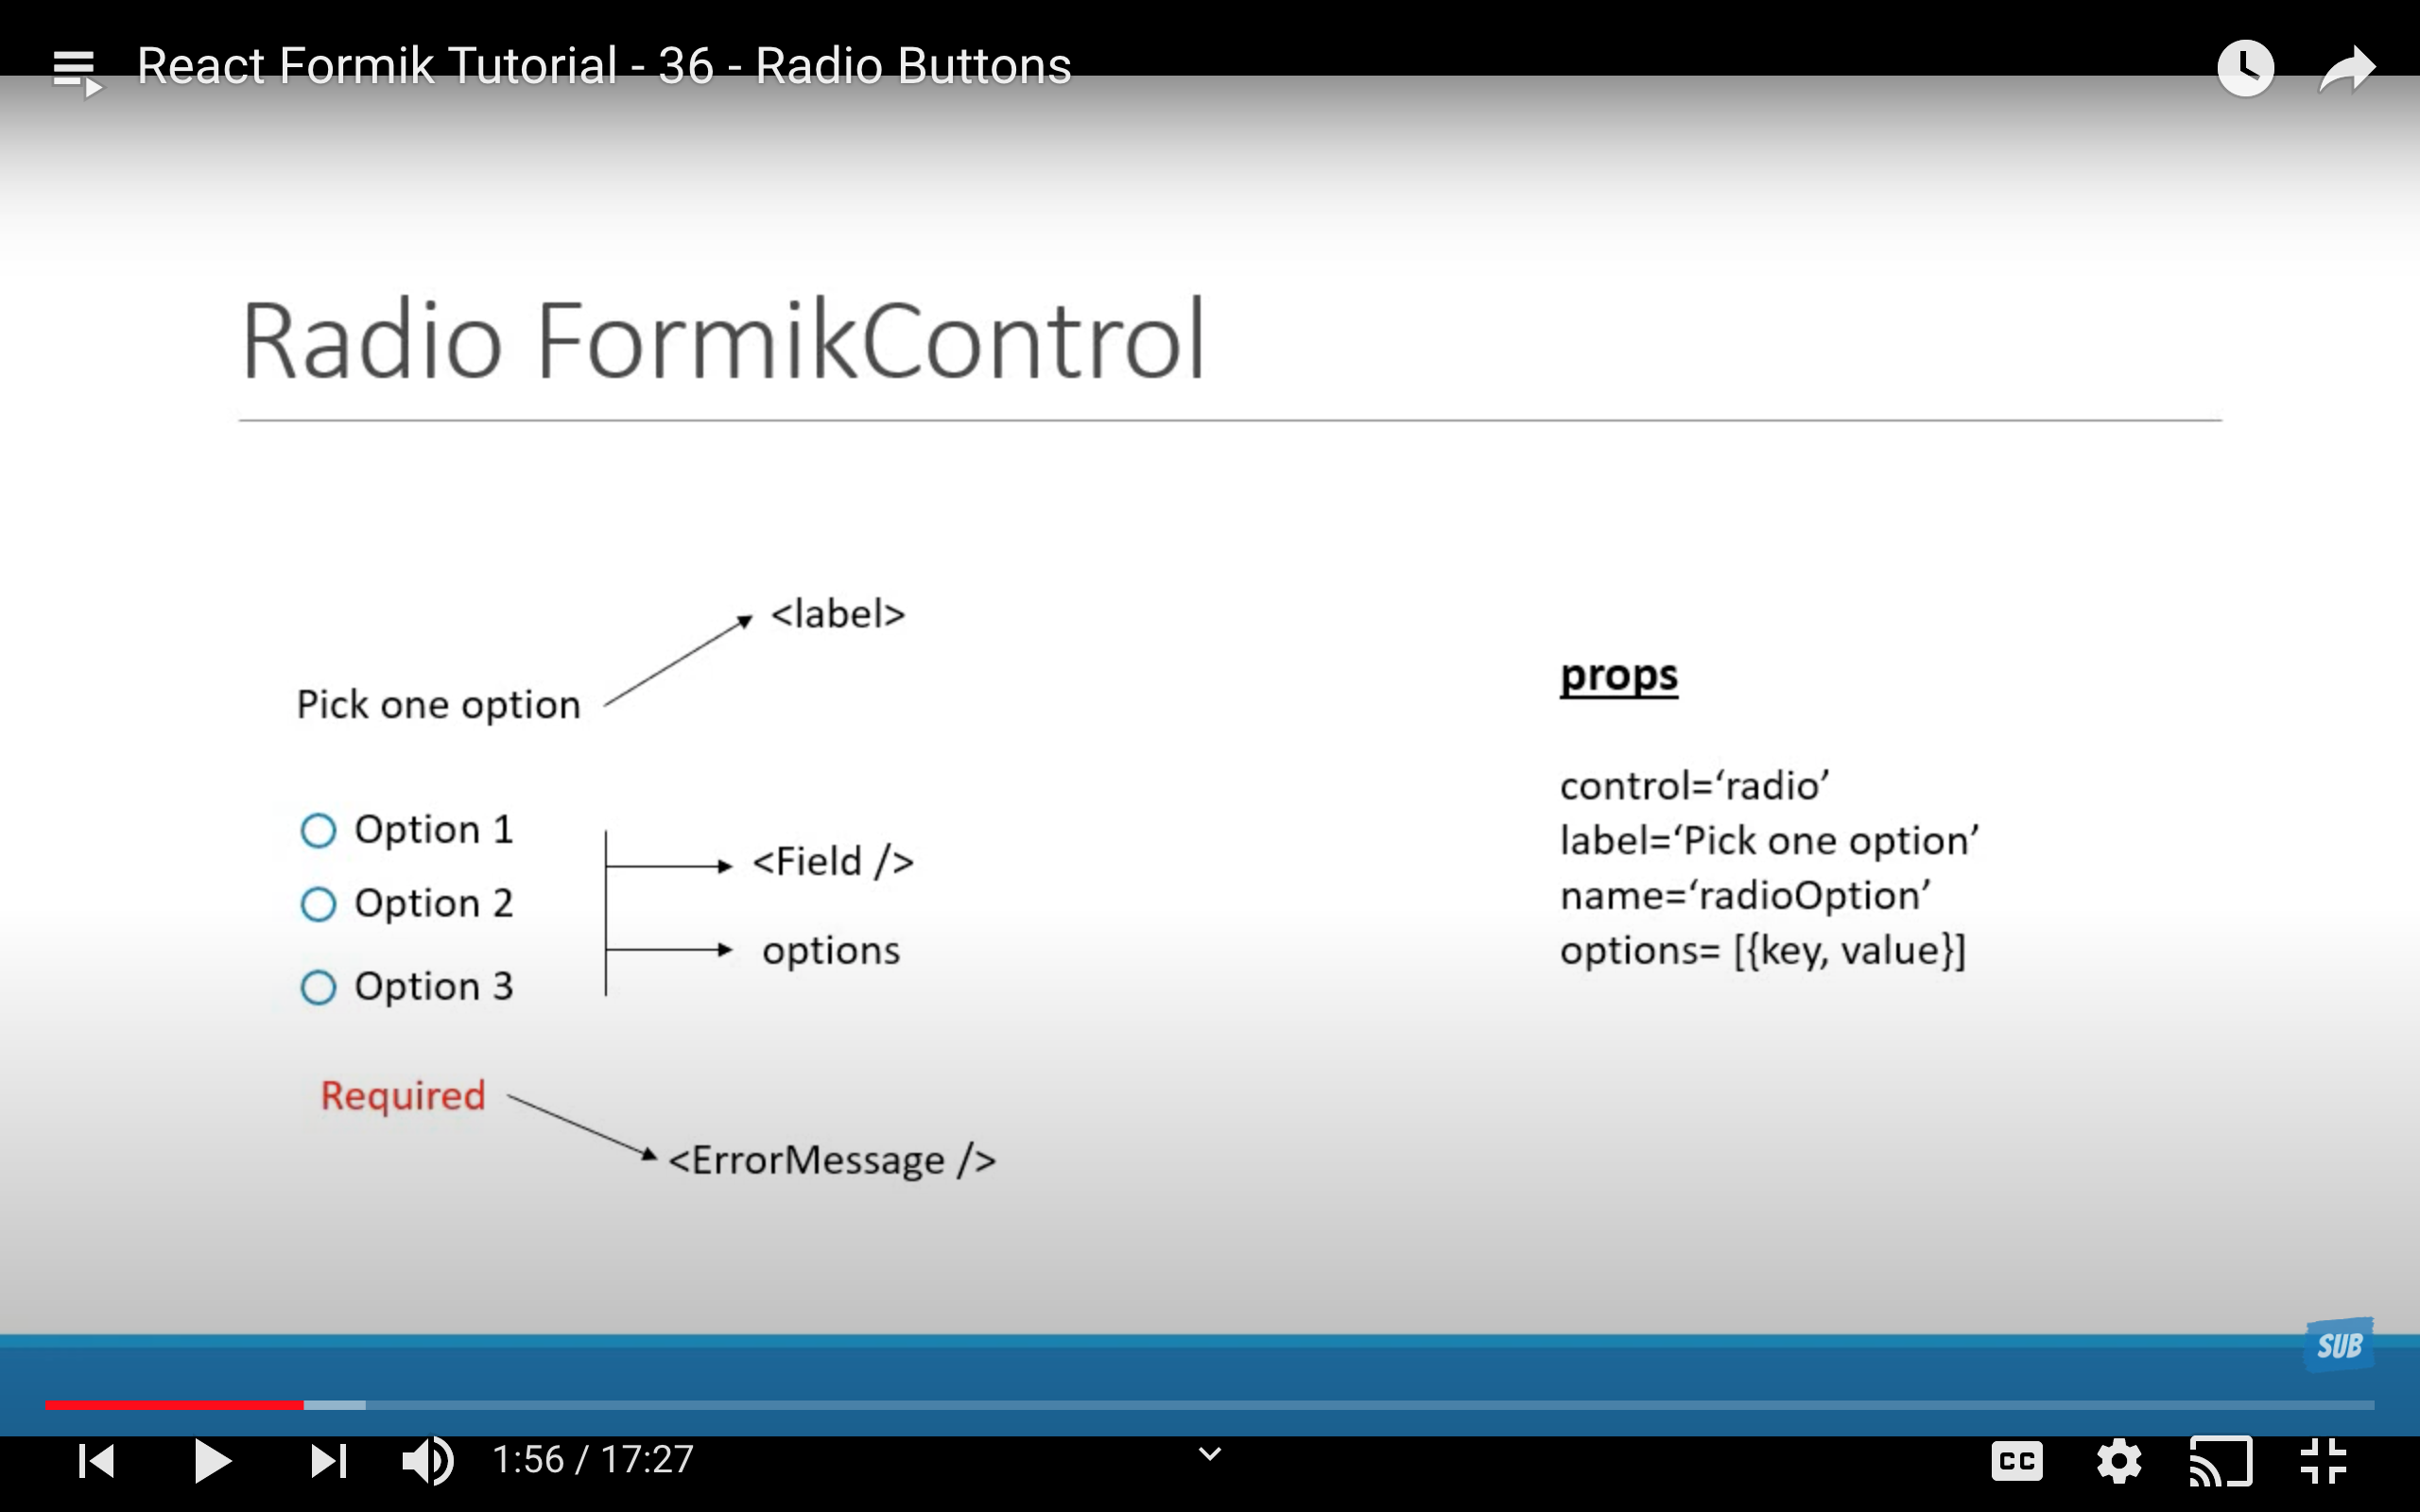 React Formik Tutorial - 36 - Radio Buttons
Radio FormikControl
<label>
Pick one option
Option 1
Option 2
Option 3
<Field />
options
Required
<ErrorMessage />
props
control=‘radio’
label=‘Pick one option’
name=‘radioOption’
options= [{key, value}]
SUB
1:56 / 17:27
CC